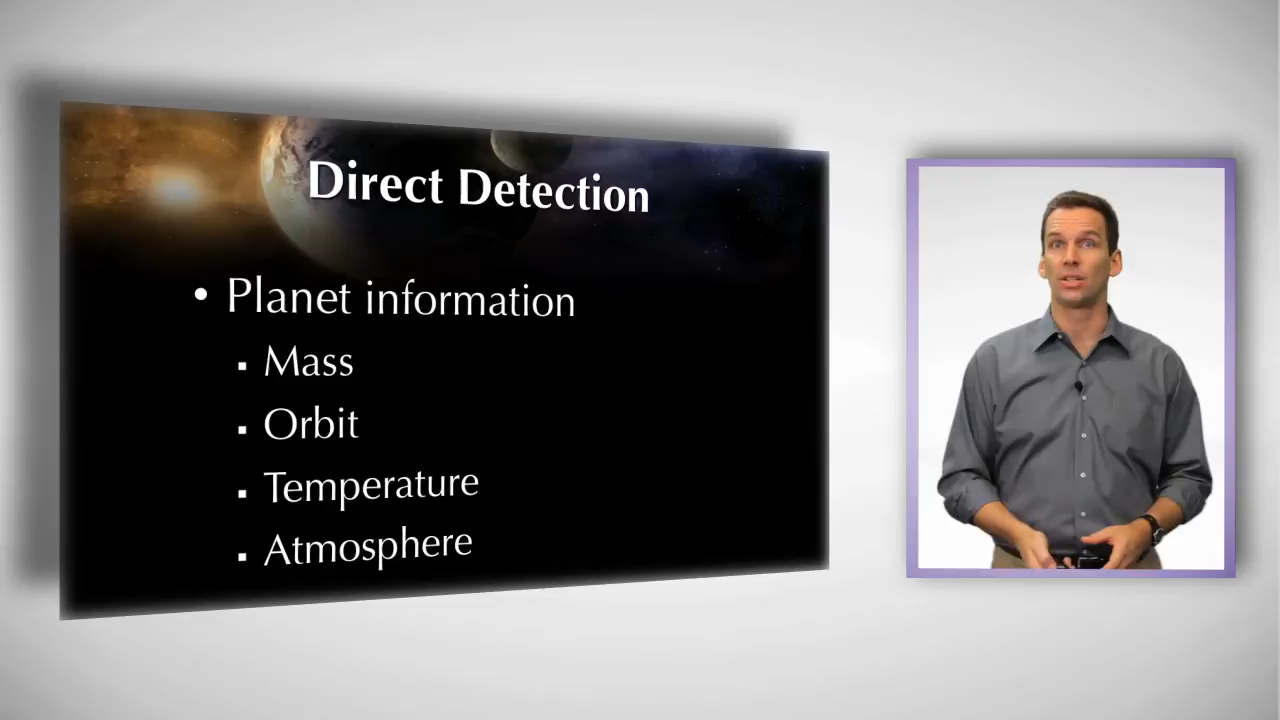 Direct Detection
• Planet information
▪ Mass
▪ Orbit
▪ Temperature
▪ Atmosphere